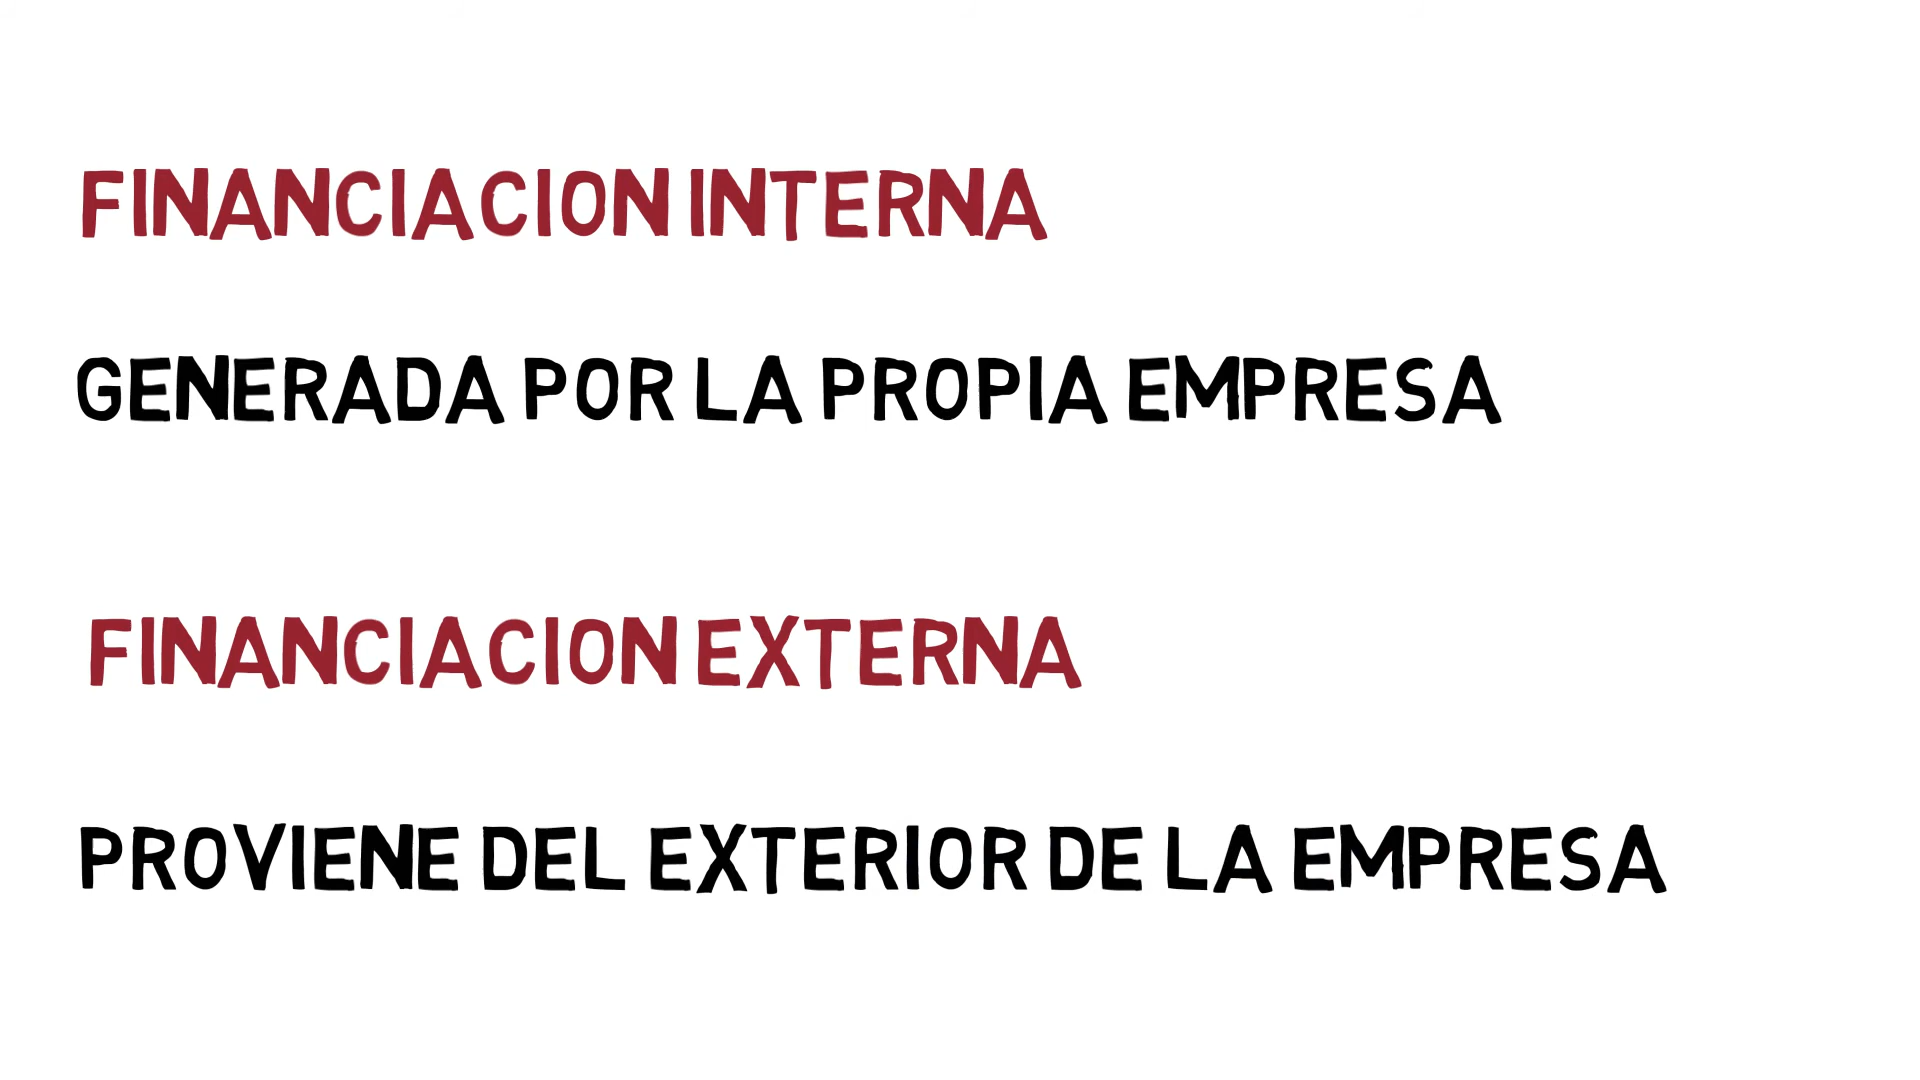 FINANCIACION INTERNA
GENERADA POR LA PROPIA EMPRESA
FINANCIACION EXTERNA
PROVIENE DEL EXTERIOR DE LA EMPRESA